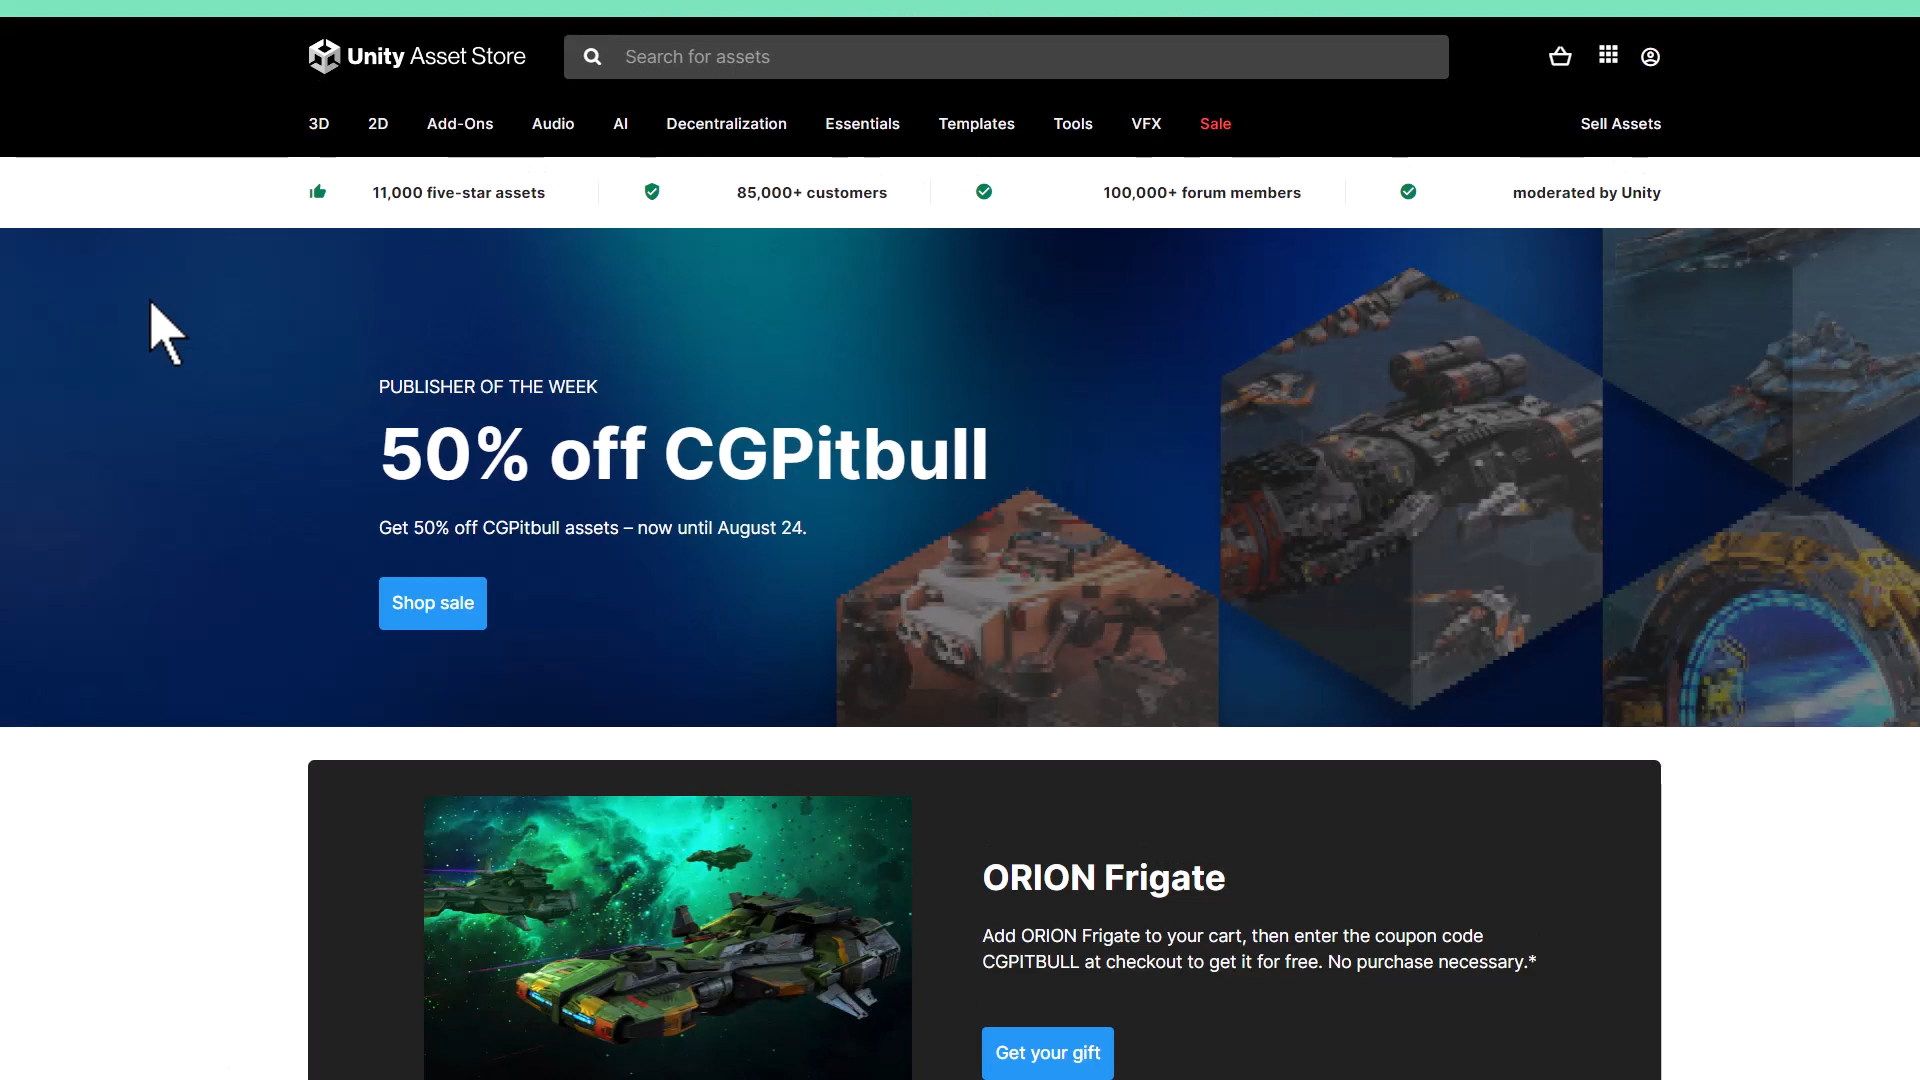 Unity Asset Store
Search for assets
3D 2D Add-Ons Audio AI Decentralization Essentials Templates Tools VFX Sale Sell Assets
11,000 five-star assets 85,000+ customers 100,000+ forum members moderated by Unity
PUBLISHER OF THE WEEK
50% off CGPitbull
Get 50% off CGPitbull assets – now until August 24.
Shop sale
ORION Frigate
Add ORION Frigate to your cart, then enter the coupon code
CGPITBULL at checkout to get it for free. No purchase necessary.*
Get your gift